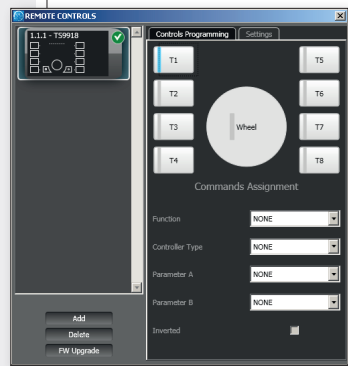 REMOTE CONTROLS
1.1.1 - TS9918
Controls Programming Settings
T1 T5
T2 T6
T3 Wheel T7
T4 T8
Commands Assignment
Function NONE
Controller Type NONE
Parameter A NONE
Parameter B NONE
Inverted
Add
Delete
FW Upgrade